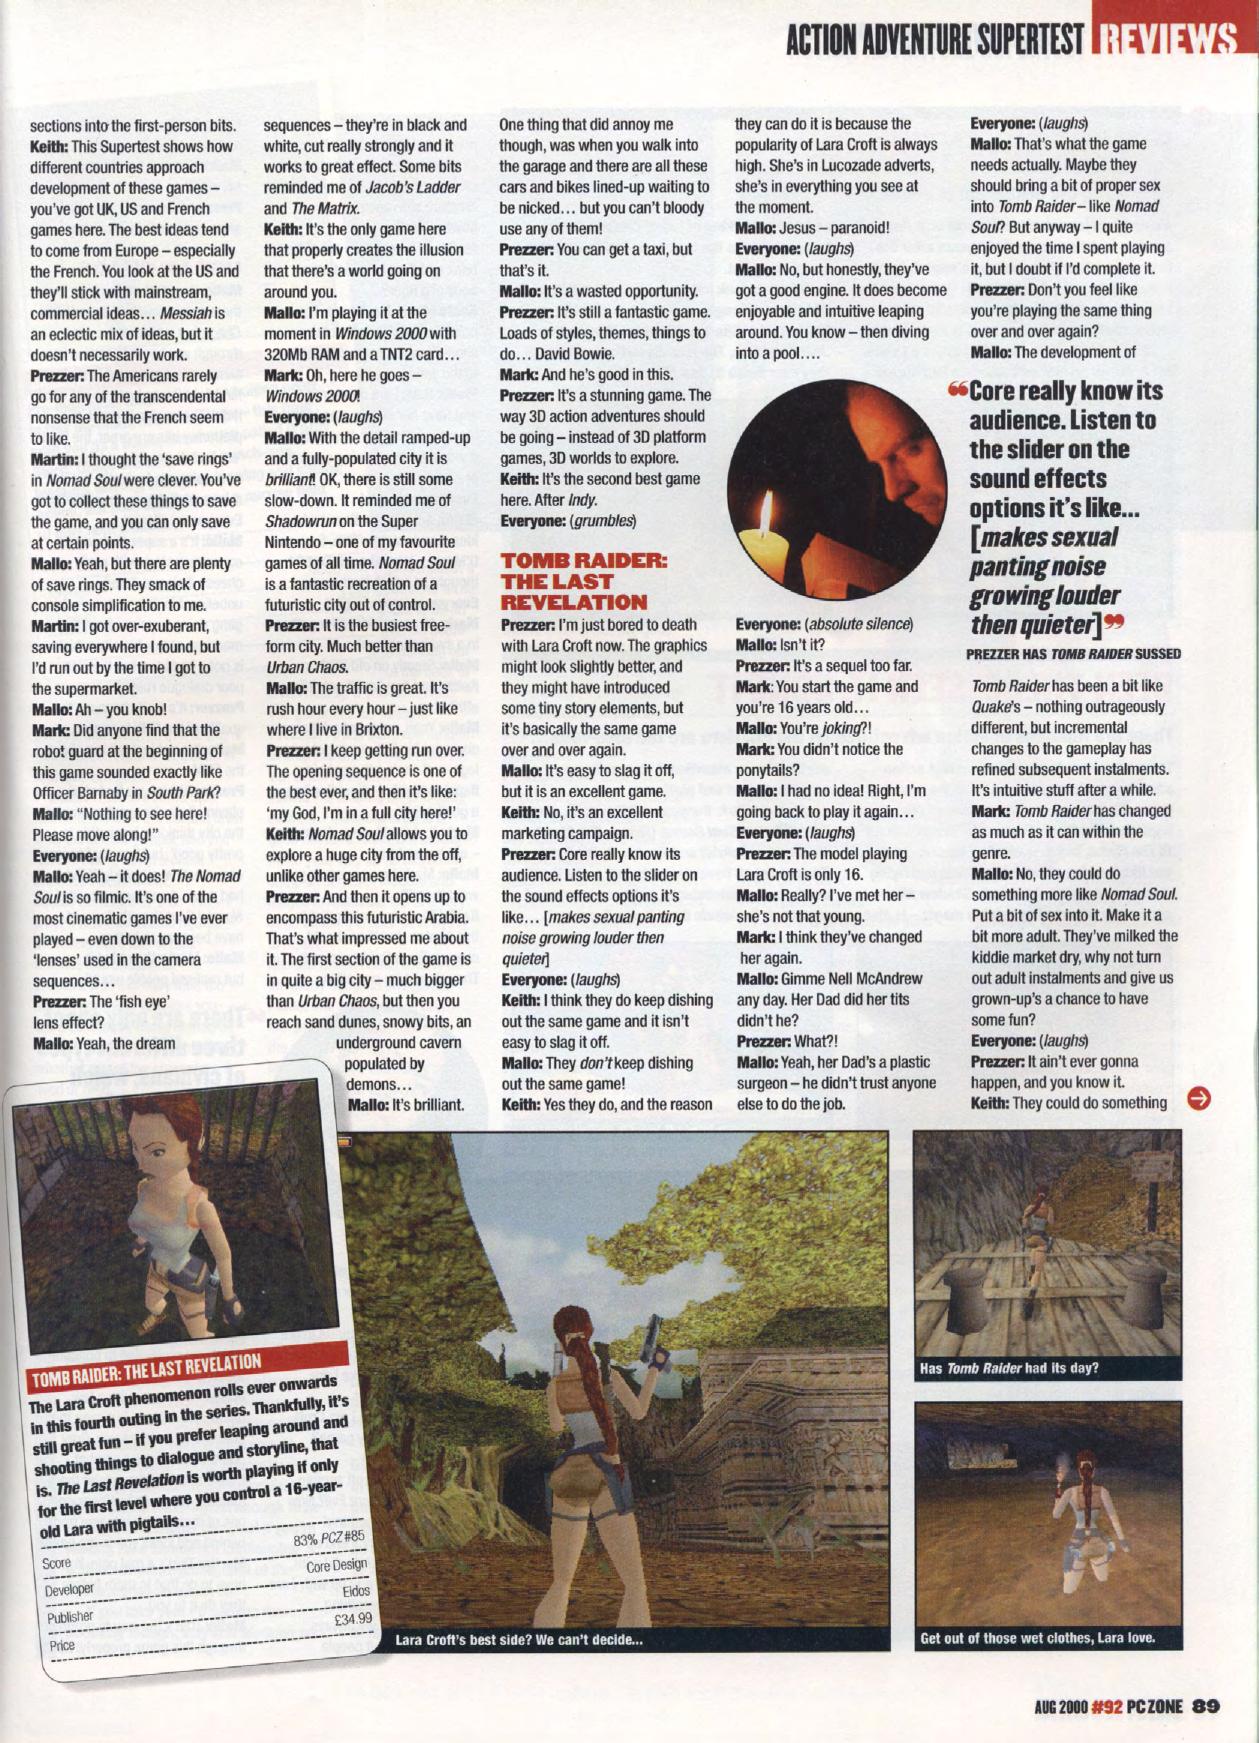 ACTION ADVENTURE SUPERTEST REVIEWS
sections into the first-person bits.
Keith: This Supertest shows how
different countries approach
development of these games –
you've got UK, US and French
games here. The best ideas tend
to come from Europe – especially
the French. You look at the US and
they'll stick with mainstream,
commercial ideas... Messiah is
an eclectic mix of ideas, but it
doesn't necessarily work.
Prezzer: The Americans rarely
go for any of the transcendental
nonsense that the French seem
to like.
Martin: I thought the 'save rings'
in Nomad Soul were clever. You've
got to collect these things to save
the game, and you can only save
at certain points.
Mallo: Yeah, but there are plenty
of save rings. They smack of
console simplification to me.
Martin: I got over-exuberant,
saving everywhere I found, but
I'd run out by the time I got to
the supermarket.
Mallo: Ah – you knob!
Mark: Did anyone find that the
robot guard at the beginning of
this game sounded exactly like
Officer Barnaby in South Park?
Mallo: "Nothing to see here!
Please move along!"
Everyone: (laughs)
Mallo: Yeah – it does! The Nomad
Soul is so filmic. It's one of the
most cinematic games I've ever
played – even down to the
'lenses' used in the camera
sequences...
Prezzer: The 'fish eye'
lens effect?
Mallo: Yeah, the dream
sequences – they're in black and
white, cut really strongly and it
works to great effect. Some bits
reminded me of Jacob's Ladder
and The Matrix.
Keith: It's the only game here
that properly creates the illusion
that there's a world going on
around you.
Mallo: I'm playing it at the
moment in Windows 2000 with
320Mb RAM and a TNT2 card...
Mark: Oh, here he goes –
Windows 2000!
Everyone: (laughs)
Mallo: With the detail ramped-up
and a fully-populated city it is
brilliant! OK, there is still some
slow-down. It reminded me of
Shadowrun on the Super
Nintendo – one of my favourite
games of all time. Nomad Soul
is a fantastic recreation of a
futuristic city out of control.
Prezzer: It is the busiest free-
form city. Much better than
Urban Chaos.
Mallo: The traffic is great. It's
rush hour every hour – just like
where I live in Brixton.
Prezzer: I keep getting run over.
The opening sequence is one of
the best ever, and then it's like:
'my God, I'm in a full city here!'
Keith: Nomad Soul allows you to
explore a huge city from the off,
unlike other games here.
Prezzer: And then it opens up to
encompass this futuristic Arabia.
That's what impressed me about
it. The first section of the game is
in quite a big city – much bigger
than Urban Chaos, but then you
reach sand dunes, snowy bits, an
underground cavern
populated by
demons...
Mallo: It's brilliant.
One thing that did annoy me
though, was when you walk into
the garage and there are all these
cars and bikes lined-up waiting to
be nicked... but you can't bloody
use any of them!
Prezzer: You can get a taxi, but
that's it.
Mallo: It's a wasted opportunity.
Prezzer: It's still a fantastic game.
Loads of styles, themes, things to
do... David Bowie.
Mark: And he's good in this.
Prezzer: It's a stunning game. The
way 3D action adventures should
be going – instead of 3D platform
games, 3D worlds to explore.
Keith: It's the second best game
here. After Indy.
Everyone: (grumbles)
TOMB RAIDER:
THE LAST
REVELATION
Prezzer: I'm just bored to death
with Lara Croft now. The graphics
might look slightly better, and
they might have introduced
some tiny story elements, but
it's basically the same game
over and over again.
Mallo: It's easy to slag it off,
but it is an excellent game.
Keith: No, it's an excellent
marketing campaign.
Prezzer: Core really know its
audience. Listen to the slider on
the sound effects options it's
like... [makes sexual panting
noise growing louder then
quieter]
Everyone: (laughs)
Keith: I think they do keep dishing
out the same game and it isn't
easy to slag it off.
Mallo: They don't keep dishing
out the same game!
Keith: Yes they do, and the reason
they can do it is because the
popularity of Lara Croft is always
high. She's in Lucozade adverts,
she's in everything you see at
the moment.
Mallo: Jesus – paranoid!
Everyone: (laughs)
Mallo: No, but honestly, they've
got a good engine. It does become
enjoyable and intuitive leaping
around. You know – then diving
into a pool....
Everyone: (absolute silence)
Mallo: Isn't it?
Prezzer: It's a sequel too far.
Mark: You start the game and
you're 16 years old...
Mallo: You're joking?!
Mark: You didn't notice the
ponytails?
Mallo: I had no idea! Right, I'm
going back to play it again...
Everyone: (laughs)
Prezzer: The model playing
Lara Croft is only 16.
Mallo: Really? I've met her –
she's not that young.
Mark: I think they've changed
her again.
Mallo: Gimme Nell McAndrew
any day. Her Dad did her tits
didn't he?
Prezzer: What?!
Mallo: Yeah, her Dad's a plastic
surgeon – he didn't trust anyone
else to do the job.
Everyone: (laughs)
Mallo: That's what the game
needs actually. Maybe they
should bring a bit of proper sex
into Tomb Raider – like Nomad
Soul? But anyway – I quite
enjoyed the time I spent playing
it, but I doubt if I'd complete it.
Prezzer: Don't you feel like
you're playing the same thing
over and over again?
Mallo: The development of
“Core really know its
audience. Listen to
the slider on the
sound effects
options it's like...
[makes sexual
panting noise
growing louder
then quieter]”
PREZZER HAS TOMB RAIDER SUSSED
Tomb Raider has been a bit like
Quake's – nothing outrageously
different, but incremental
changes to the gameplay has
refined subsequent instalments.
It's intuitive stuff after a while.
Mark: Tomb Raider has changed
as much as it can within the
genre.
Mallo: No, they could do
something more like Nomad Soul.
Put a bit of sex into it. Make it a
bit more adult. They've milked the
kiddie market dry, why not turn
out adult instalments and give us
grown-up's a chance to have
some fun?
Everyone: (laughs)
Prezzer: It ain't ever gonna
happen, and you know it.
Keith: They could do something
TOMB RAIDER: THE LAST REVELATION
The Lara Croft phenomenon rolls ever onwards
in this fourth outing in the series. Thankfully, it's
still great fun – if you prefer leaping around and
shooting things to dialogue and storyline, that
is. The Last Revelation is worth playing if only
for the first level where you control a 16-year-
old Lara with pigtails...
Score 83% PCZ #85
Developer Core Design
Publisher Eidos
Price £34.99
Lara Croft's best side? We can't decide...
Has Tomb Raider had its day?
Get out of those wet clothes, Lara love.
AUG 2000 #92 PC ZONE 89